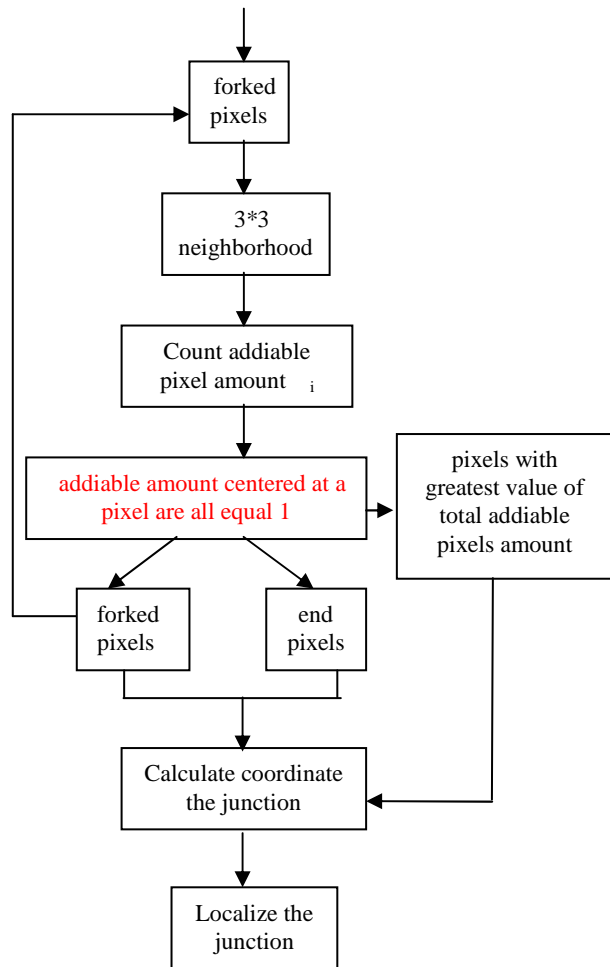 forked
pixels
3*3
neighborhood
Count addiable
pixel amount i
addiable amount centered at a
pixel are all equal 1
pixels with
greatest value of
total addiable
pixels amount
forked
pixels
end
pixels
Calculate coordinate
the junction
Localize the
junction